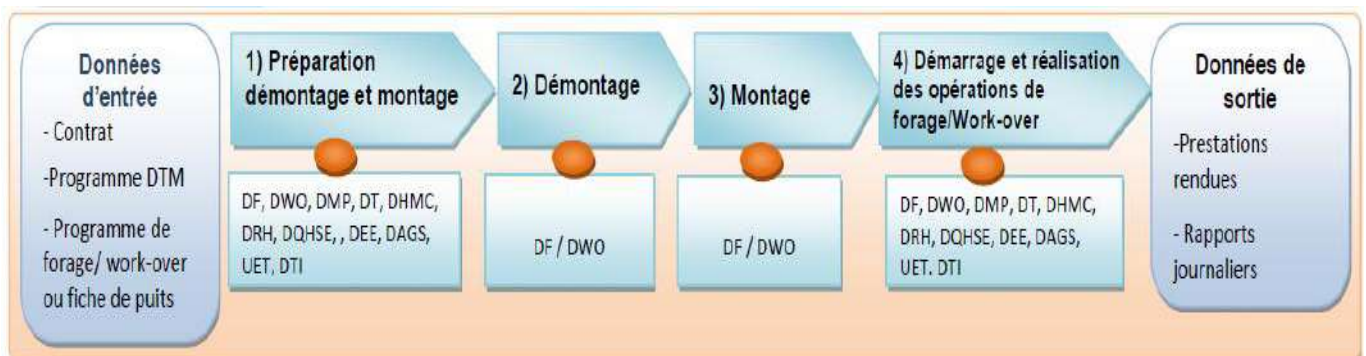 Données
d'entrée
- Contrat
-Programme DTM
- Programme de
forage/ work-over
ou fiche de puits
1) Préparation
démontage et montage
DF, DWO, DMP, DT, DHMC,
DRH, DQHSE, , DEE, DAGS,
UET, DTI
2) Démontage
DF / DWO
3) Montage
DF / DWO
4) Démarrage et réalisation
des opérations de
forage/Work-over
DF, DWO, DMP, DT, DHMC,
DRH, DQHSE, DEE, DAGS,
UET. DTI
Données de
sortie
-Prestations
rendues
- Rapports
journaliers